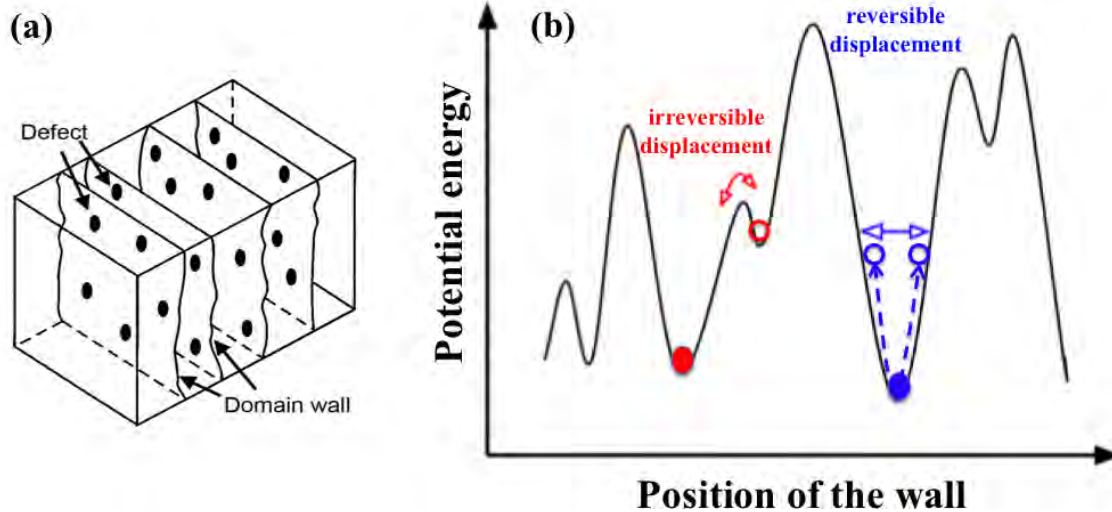 (a)
Defect
Domain wall
(b)
reversible
displacement
irreversible
displacement
Potential energy
Position of the wall